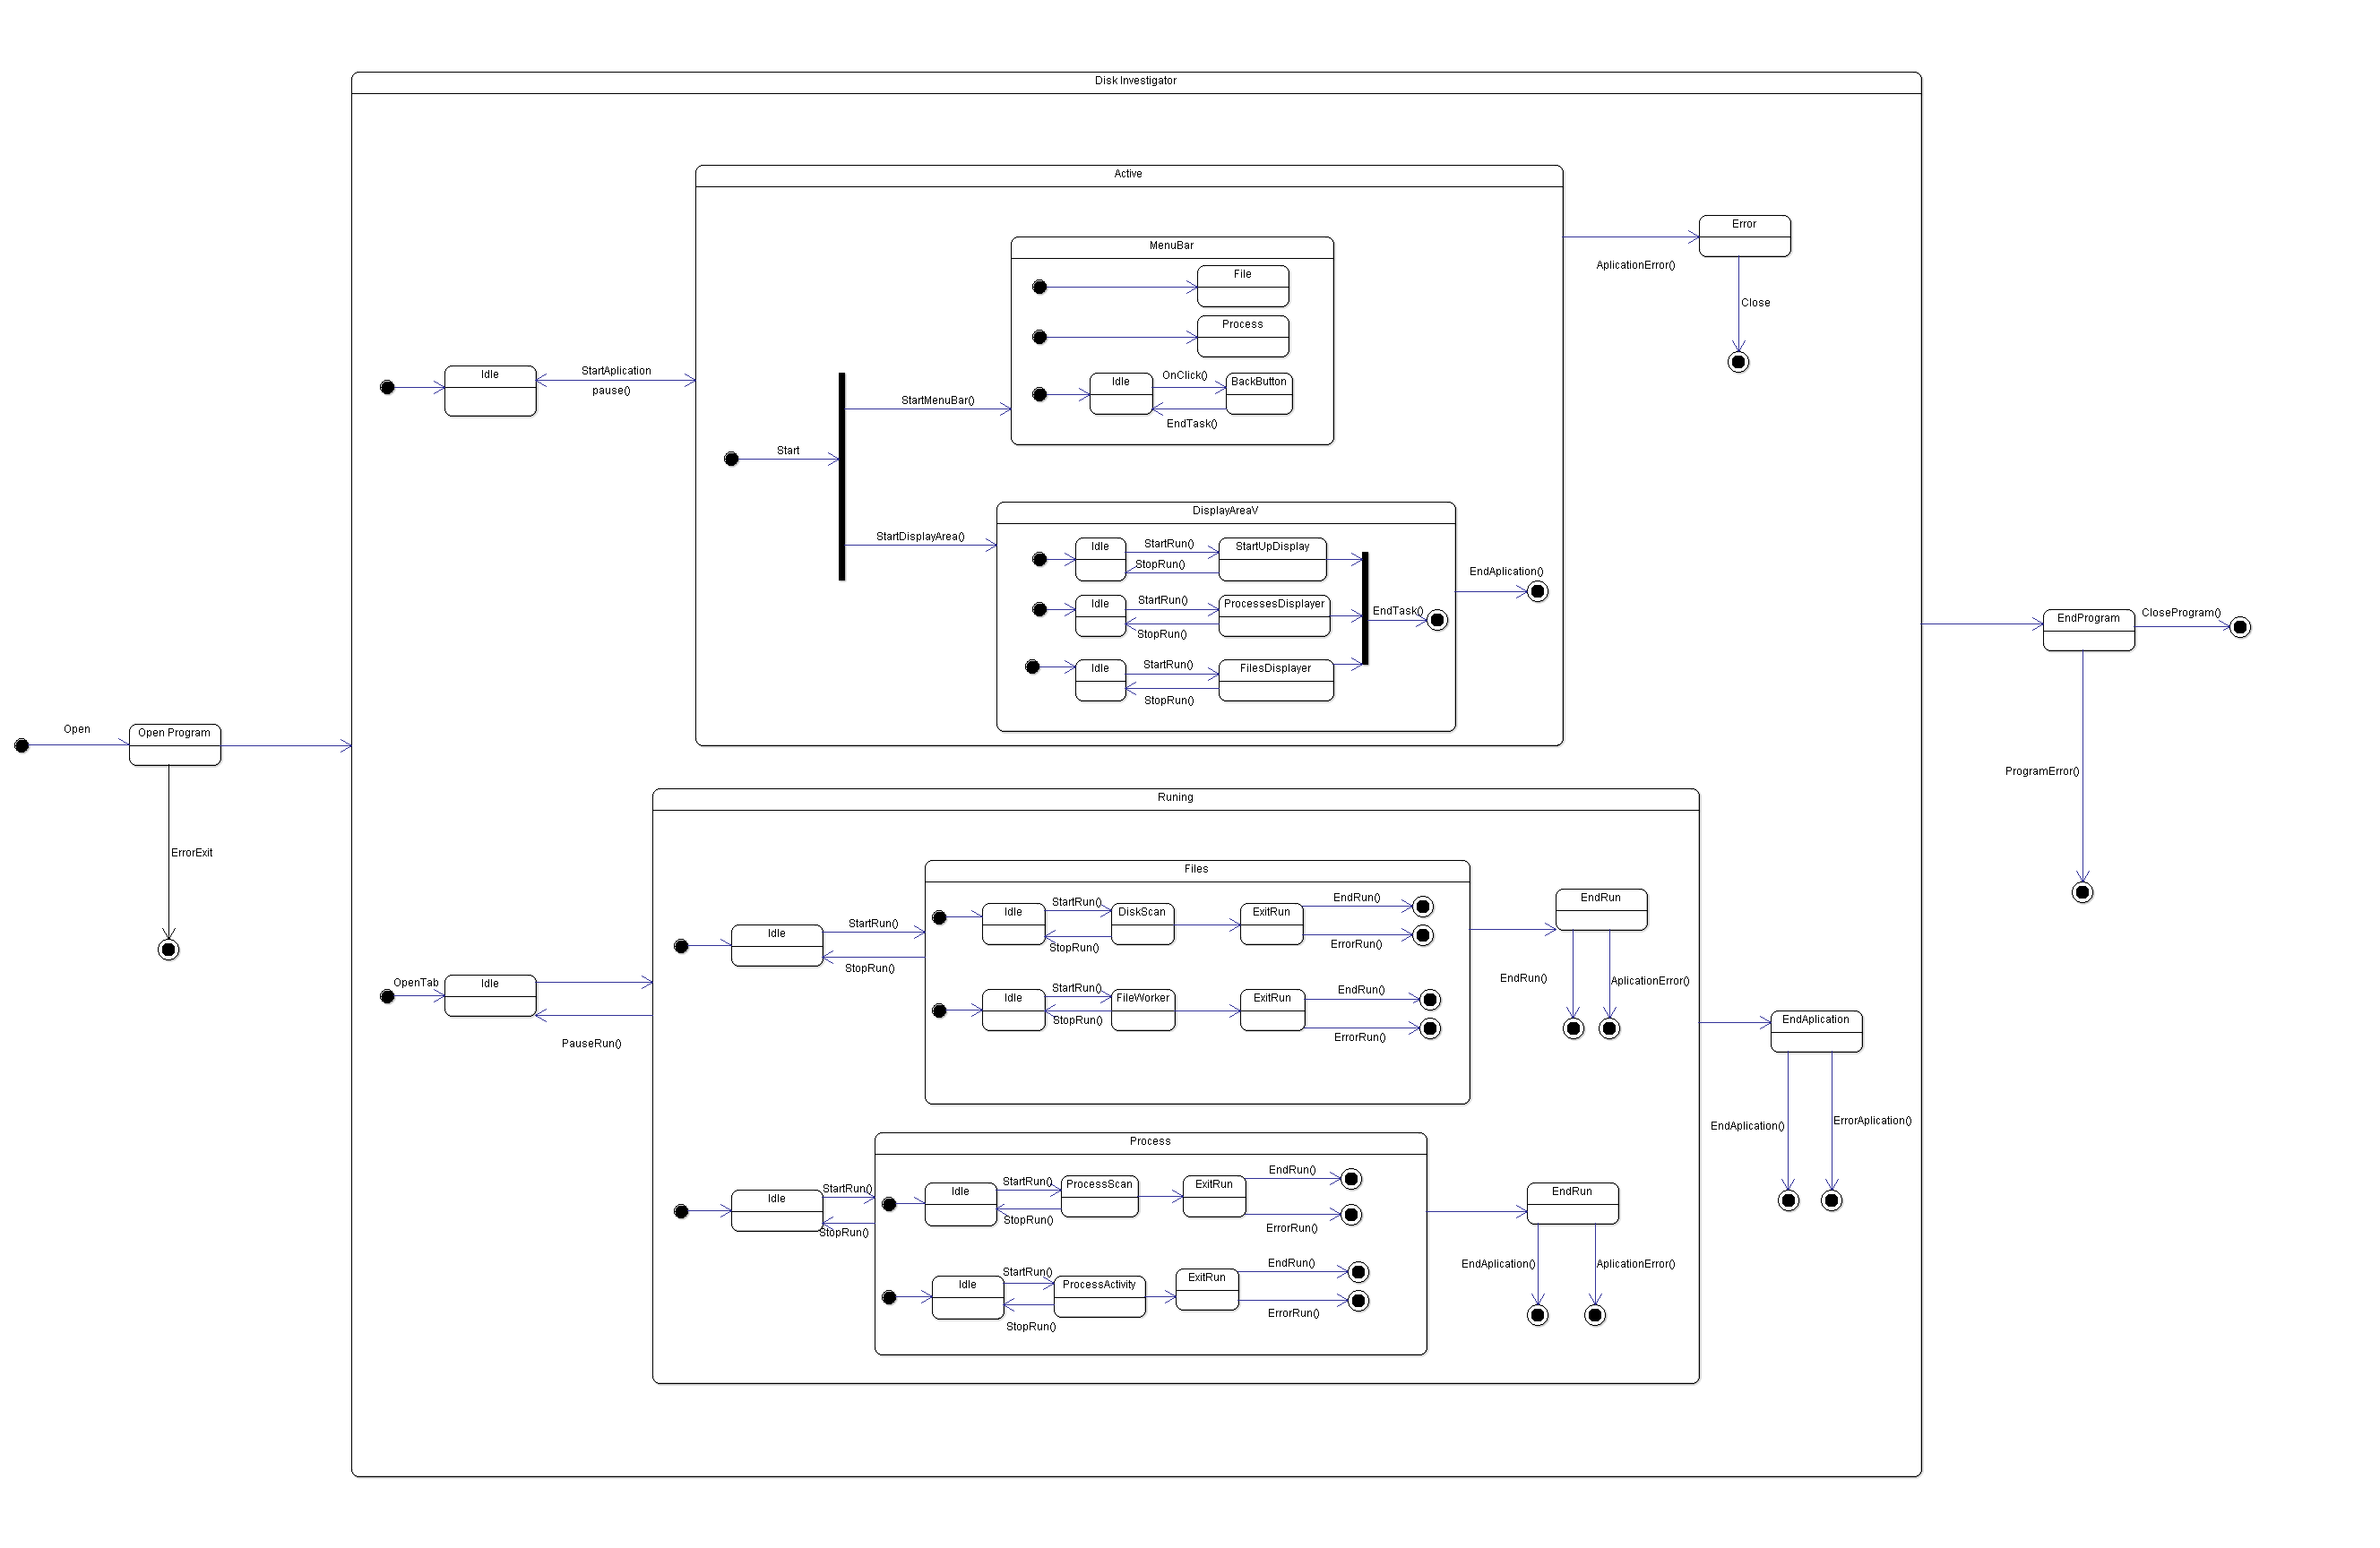 Disk Investigator
Active
MenuBar
File
Process
Idle
OnClick()
BackButton
EndTask()
Error
AplicationError()
Close
Idle
StartAplication
pause()
Start
StartMenuBar()
StartDisplayArea()
DisplayAreaV
Idle
StartRun()
StopRun()
StartUpDisplay
Idle
StartRun()
StopRun()
ProcessesDisplayer
Idle
StartRun()
StopRun()
FilesDisplayer
EndTask()
EndAplication()
EndProgram
CloseProgram()
ProgramError()
Open
Open Program
ErrorExit
Runing
OpenTab
Idle
PauseRun()
Files
Idle
StartRun()
StopRun()
Idle
StartRun()
StopRun()
DiskScan
ExitRun
EndRun()
ErrorRun()
Idle
StartRun()
StopRun()
FileWorker
ExitRun
EndRun()
ErrorRun()
EndRun
EndRun()
AplicationError()
EndAplication
EndAplication()
ErrorAplication()
Process
Idle
StartRun()
StopRun()
Idle
StartRun()
StopRun()
ProcessScan
ExitRun
EndRun()
ErrorRun()
Idle
StartRun()
StopRun()
ProcessActivity
ExitRun
EndRun()
ErrorRun()
EndRun
EndAplication()
AplicationError()